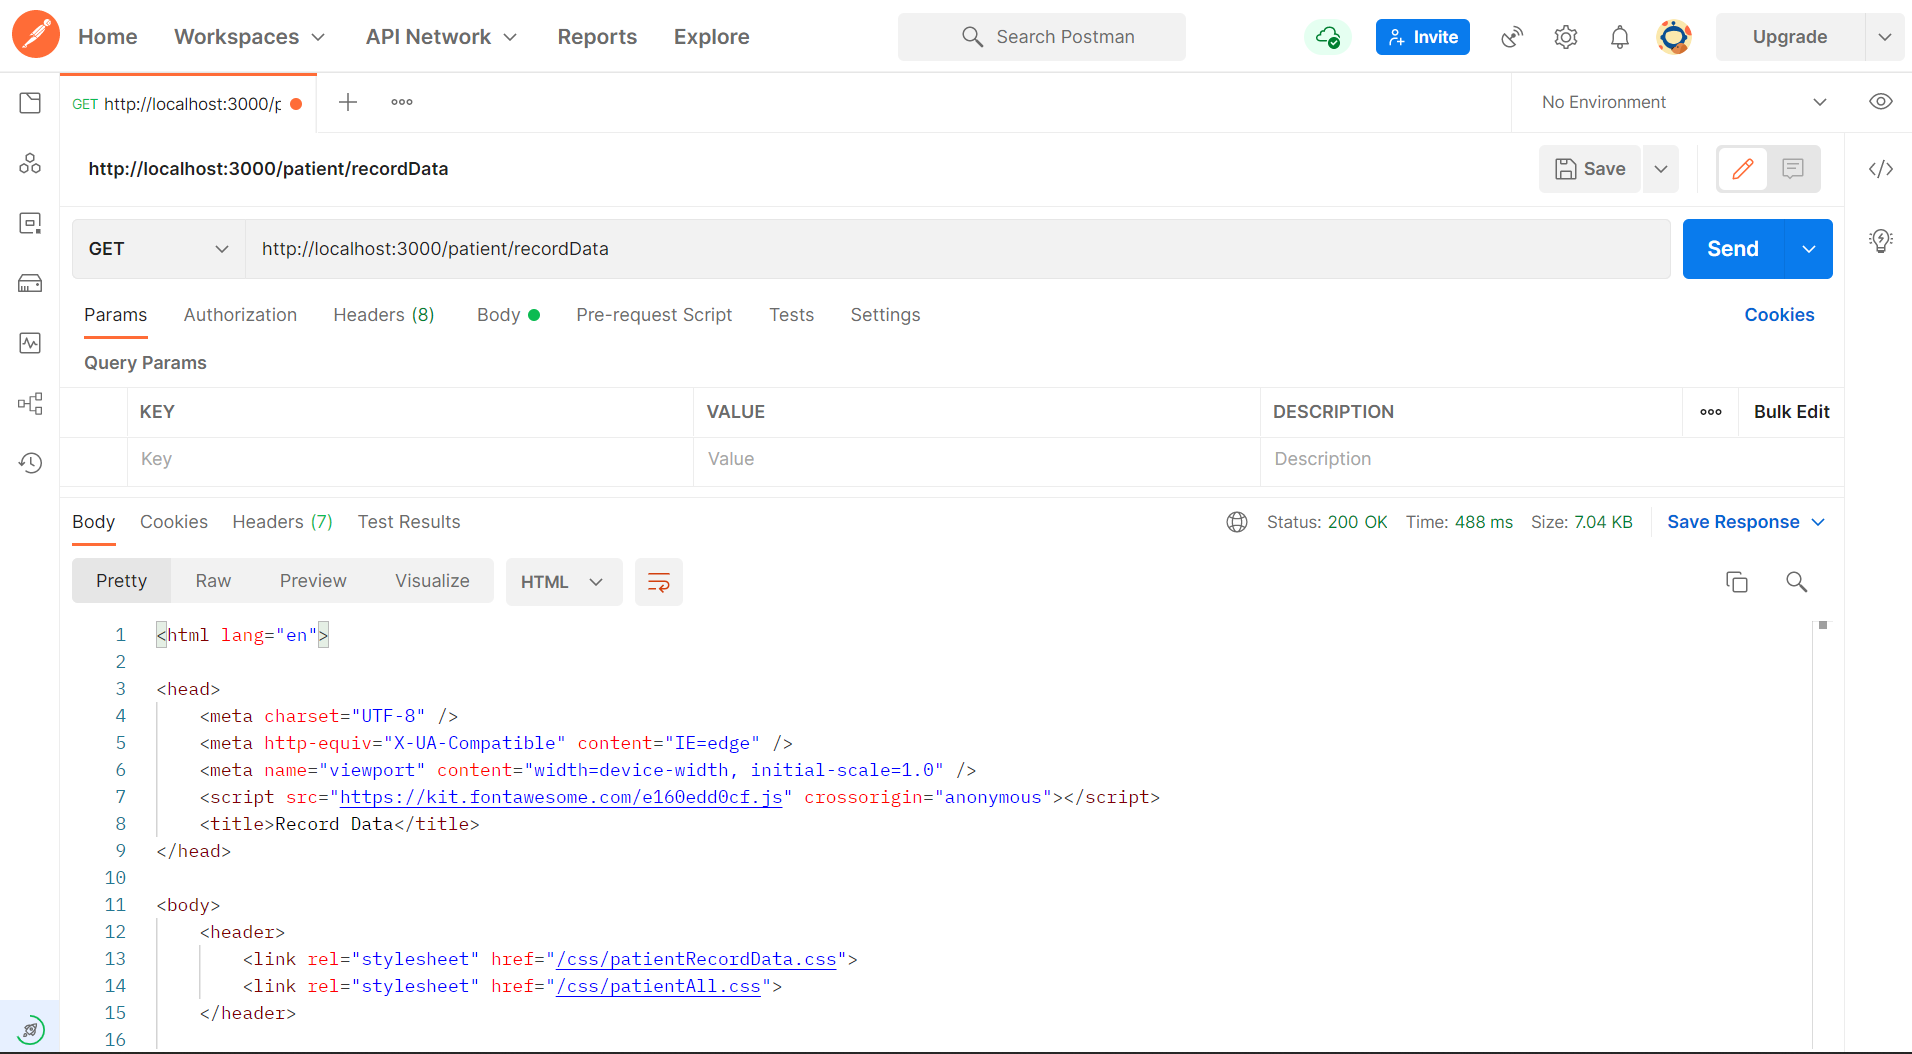 Home Workspaces API Network Reports Explore Search Postman Invite Upgrade
GET http://localhost:3000/p No Environment
http://localhost:3000/patient/recordData Save
GET http://localhost:3000/patient/recordData Send
Params Authorization Headers (8) Body Pre-request Script Tests Settings Cookies
Query Params
KEY VALUE DESCRIPTION Bulk Edit
Key Value Description
Body Cookies Headers (7) Test Results Status: 200 OK Time: 488 ms Size: 7.04 KB Save Response
Pretty Raw Preview Visualize HTML
1 <html lang="en">
2
3 <head>
4 <meta charset="UTF-8" />
5 <meta http-equiv="X-UA-Compatible" content="IE=edge" />
6 <meta name="viewport" content="width=device-width, initial-scale=1.0" />
7 <script src="https://kit.fontawesome.com/e160edd0cf.js" crossorigin="anonymous"></script>
8 <title>Record Data</title>
9 </head>
10
11 <body>
12 <header>
13 <link rel="stylesheet" href="/css/patientRecordData.css">
14 <link rel="stylesheet" href="/css/patientAll.css">
15 </header>
16